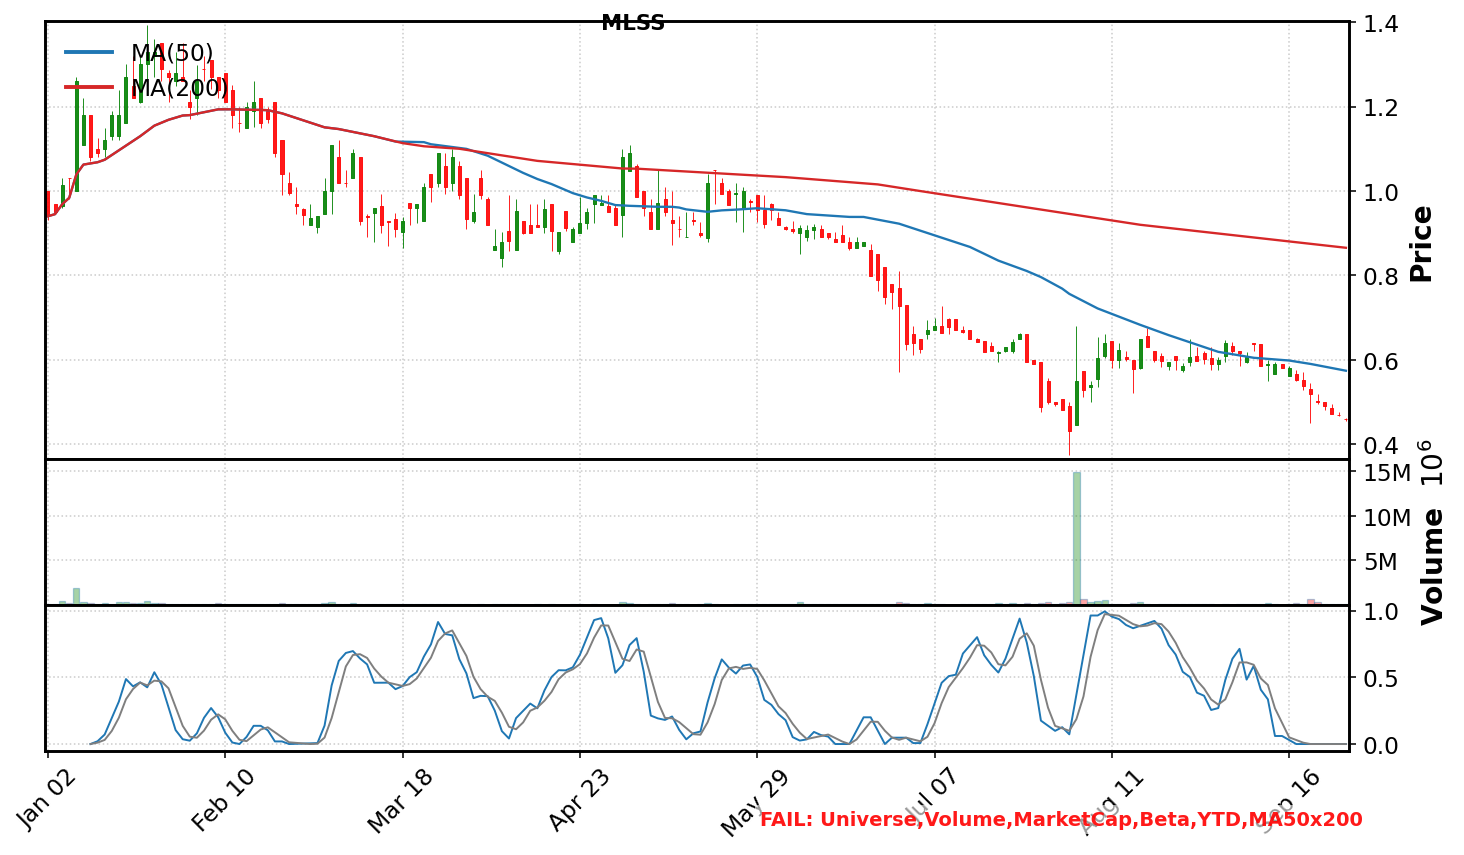 MLSS
MA(50)
MA(200)
1.4
1.2
1.0
0.8
0.6
0.4
Price
15M
10M
5M
Volume 10^6
1.0
0.5
0.0
Jan 02
Feb 10
Mar 18
Apr 23
May 29
Jul 07
Aug 11
Sep 16
FAIL: Universe,Volume,MarketCap,Beta,YTD,MA50x200